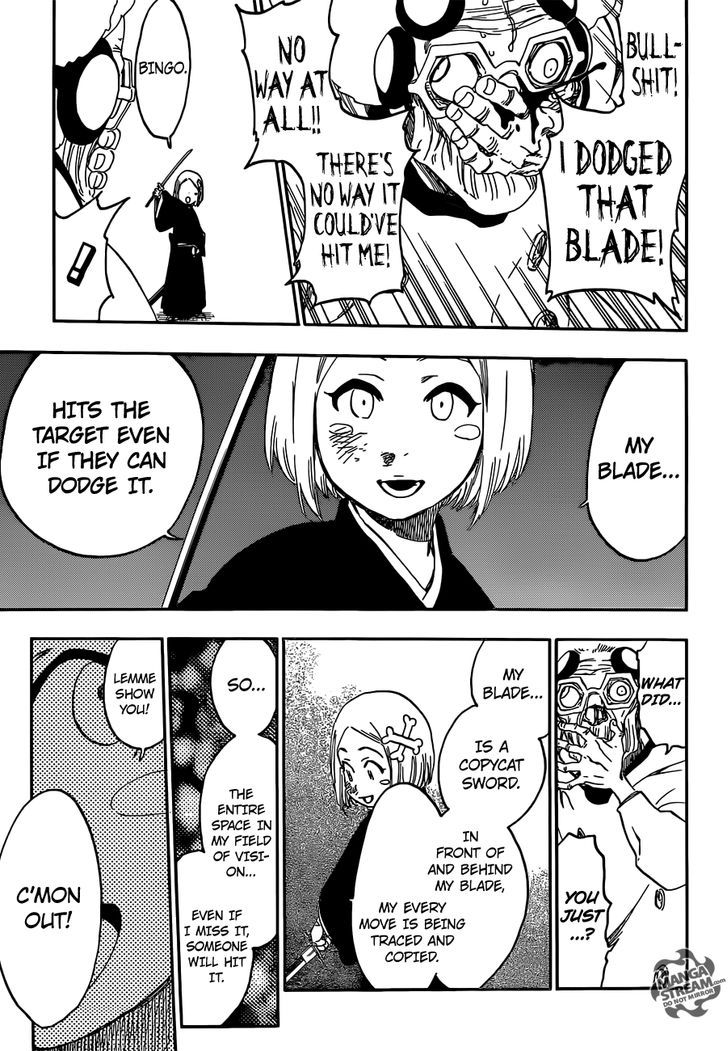 BULL-
SHIT!
I DODGED
THAT
BLADE!
NO
WAY AT
ALL!!
THERE'S
NO WAY IT
COULD'VE
HIT ME!
BINGO.
!
MY
BLADE...
HITS THE
TARGET EVEN
IF THEY CAN
DODGE IT.
WHAT
DID...
YOU
JUST
...?
MY
BLADE...
IS A
COPYCAT
SWORD.
IN
FRONT OF
AND BEHIND
MY BLADE,
MY EVERY
MOVE IS BEING
TRACED AND
COPIED.
SO...
THE
ENTIRE
SPACE IN
MY FIELD
OF VISI-
ON...
EVEN IF
I MISS IT,
SOMEONE
WILL HIT
IT.
LEMME
SHOW
YOU!
C'MON
OUT!
MANGA
STREAM.com
DO NOT MIRROR